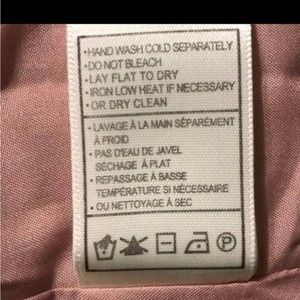 •HAND WASH COLD SEPARATELY
•DO NOT BLEACH
•LAY FLAT TO DRY
•IRON LOW HEAT IF NECESSARY
•OR DRY CLEAN
•LAVAGE À LA MAIN SÉPARÉMENT
À FROID
•PAS D'EAU DE JAVEL
SÉCHAGE À PLAT
•REPASSAGE À BASSE
TEMPÉRATURE SI NÉCESSAIRE
•OU NETTOYAGE À SEC
P